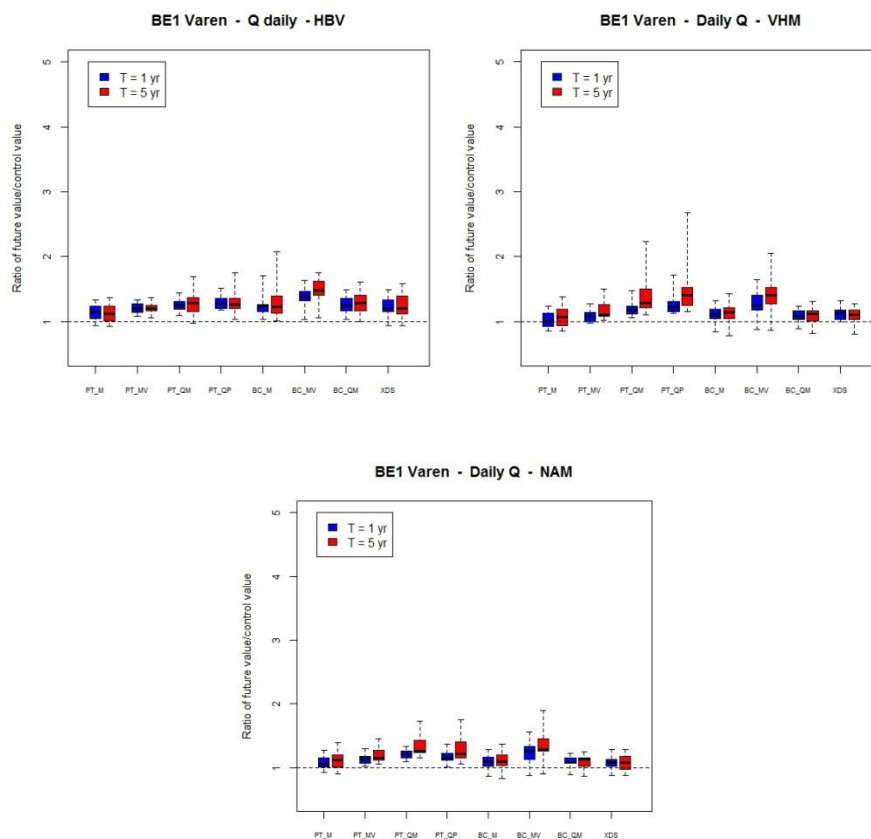 BE1 Varen - Q daily - HBV
Ratio of future value/control value
5
4
3
2
1
T = 1 yr
T = 5 yr
PT_M PT_MV PT_QM PT_QP BC_M BC_MV BC_QM XDS
BE1 Varen - Daily Q - VHM
Ratio of future value/control value
5
4
3
2
1
T = 1 yr
T = 5 yr
PT_M PT_MV PT_QM PT_QP BC_M BC_MV BC_QM XDS
BE1 Varen - Daily Q - NAM
Ratio of future value/control value
5
4
3
2
1
T = 1 yr
T = 5 yr
PT_M PT_MV PT_QM PT_QP BC_M BC_MV BC_QM XDS